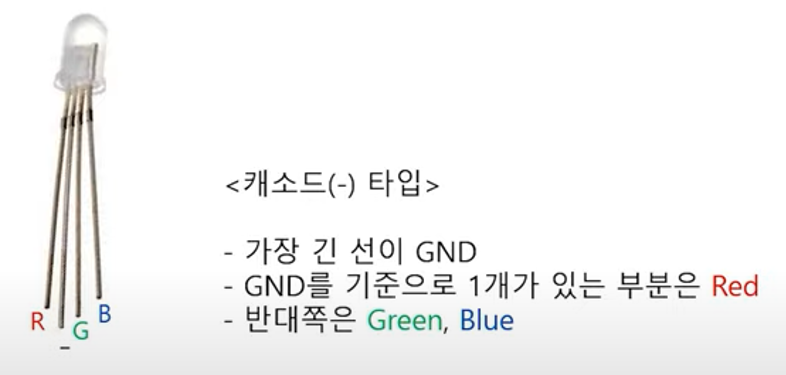 <캐소드(-) 타입>
- 가장 긴 선이 GND
- GND를 기준으로 1개가 있는 부분은 Red
- 반대쪽은 Green, Blue
R - G B